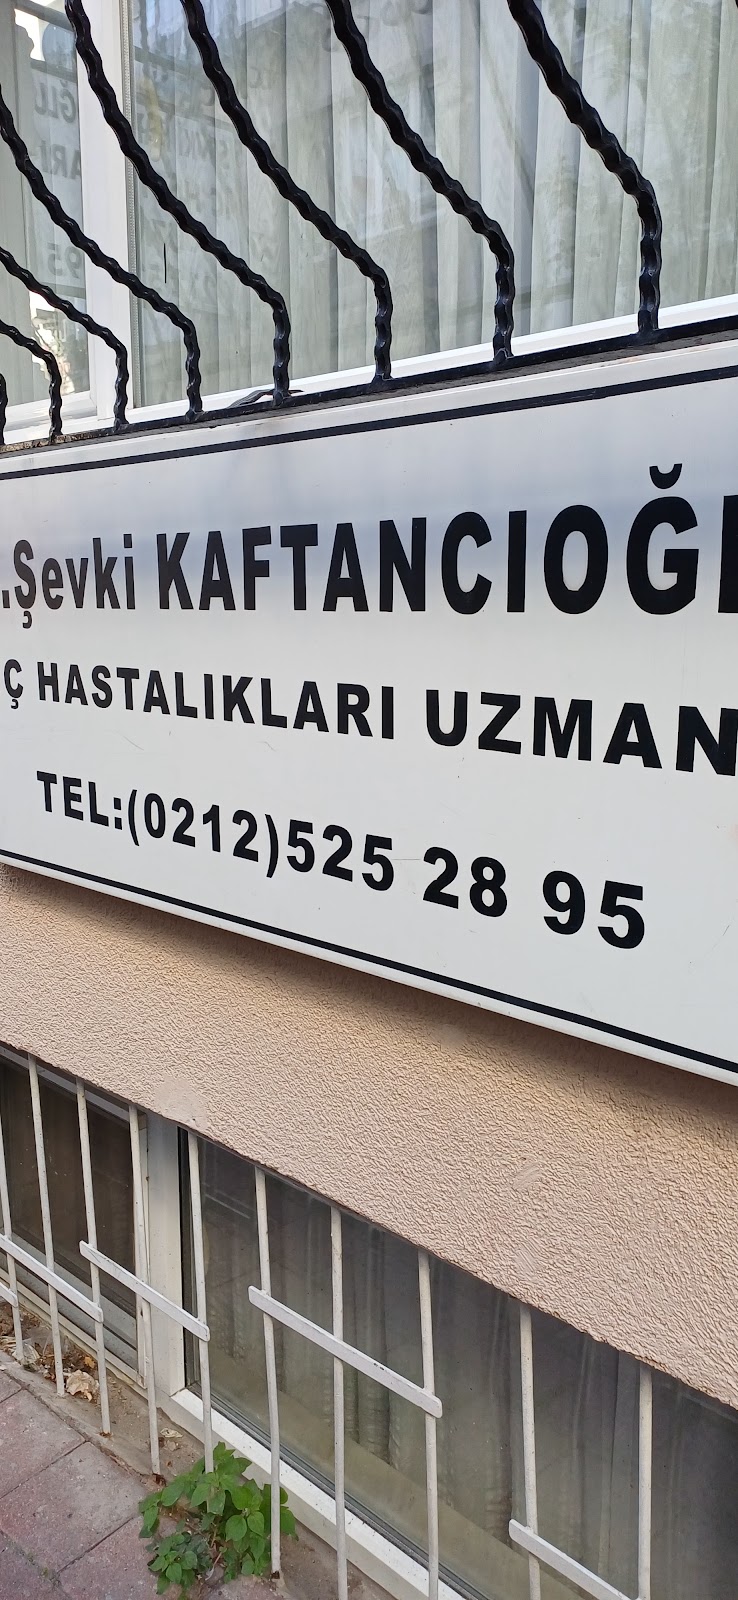 .Şevki KAFTANCIOĞ
Ç HASTALIKLARI UZMAN
TEL:(0212)525 28 95